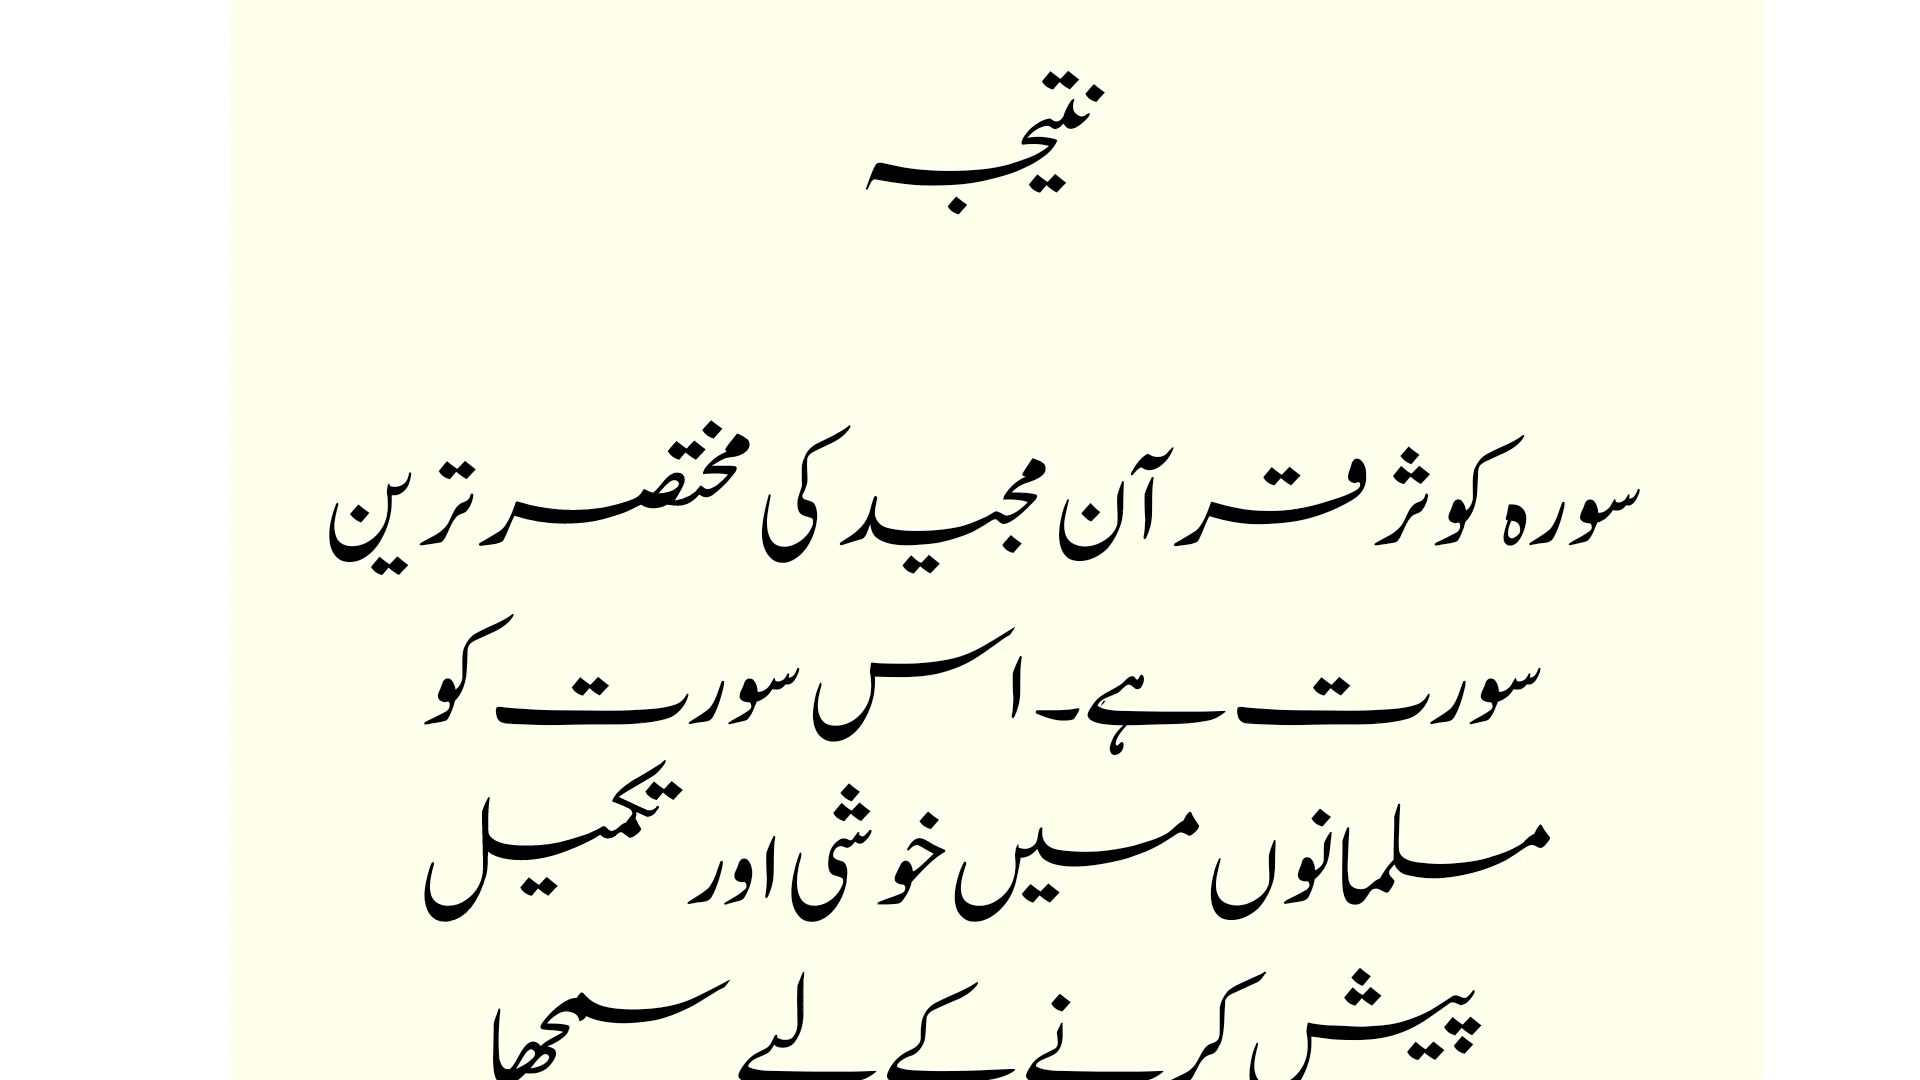 نتیجہ
سورہ کوثر قرآن مجید کی مختصر ترین
سورت ہے۔ اس سورت کو
مسلمانوں میں خوشی اور تکمیل
پیش کرنے کے لیے سمجھا